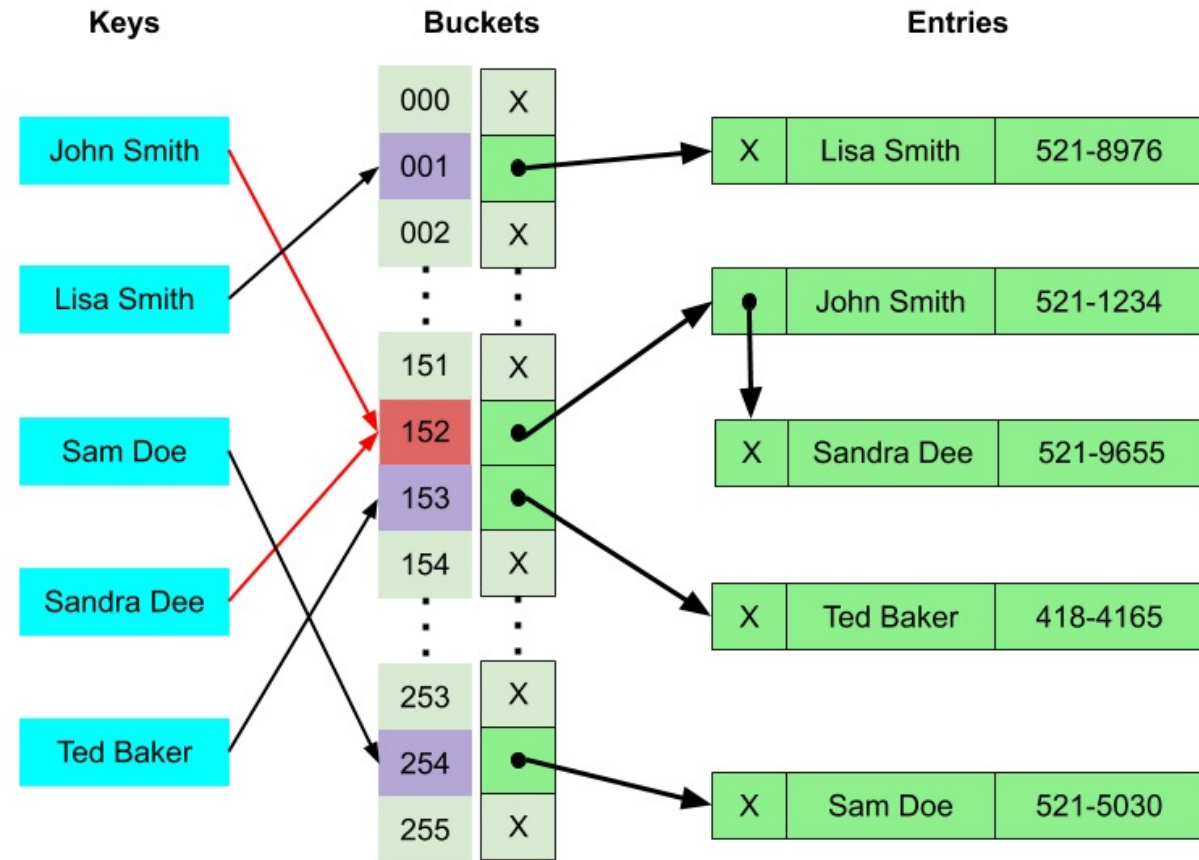 Keys
Buckets
Entries
John Smith
Lisa Smith
Sam Doe
Sandra Dee
Ted Baker
000 X
001
002 X
151 X
152
153
154 X
253 X
254
255 X
X Lisa Smith 521-8976
John Smith 521-1234
X Sandra Dee 521-9655
X Ted Baker 418-4165
X Sam Doe 521-5030